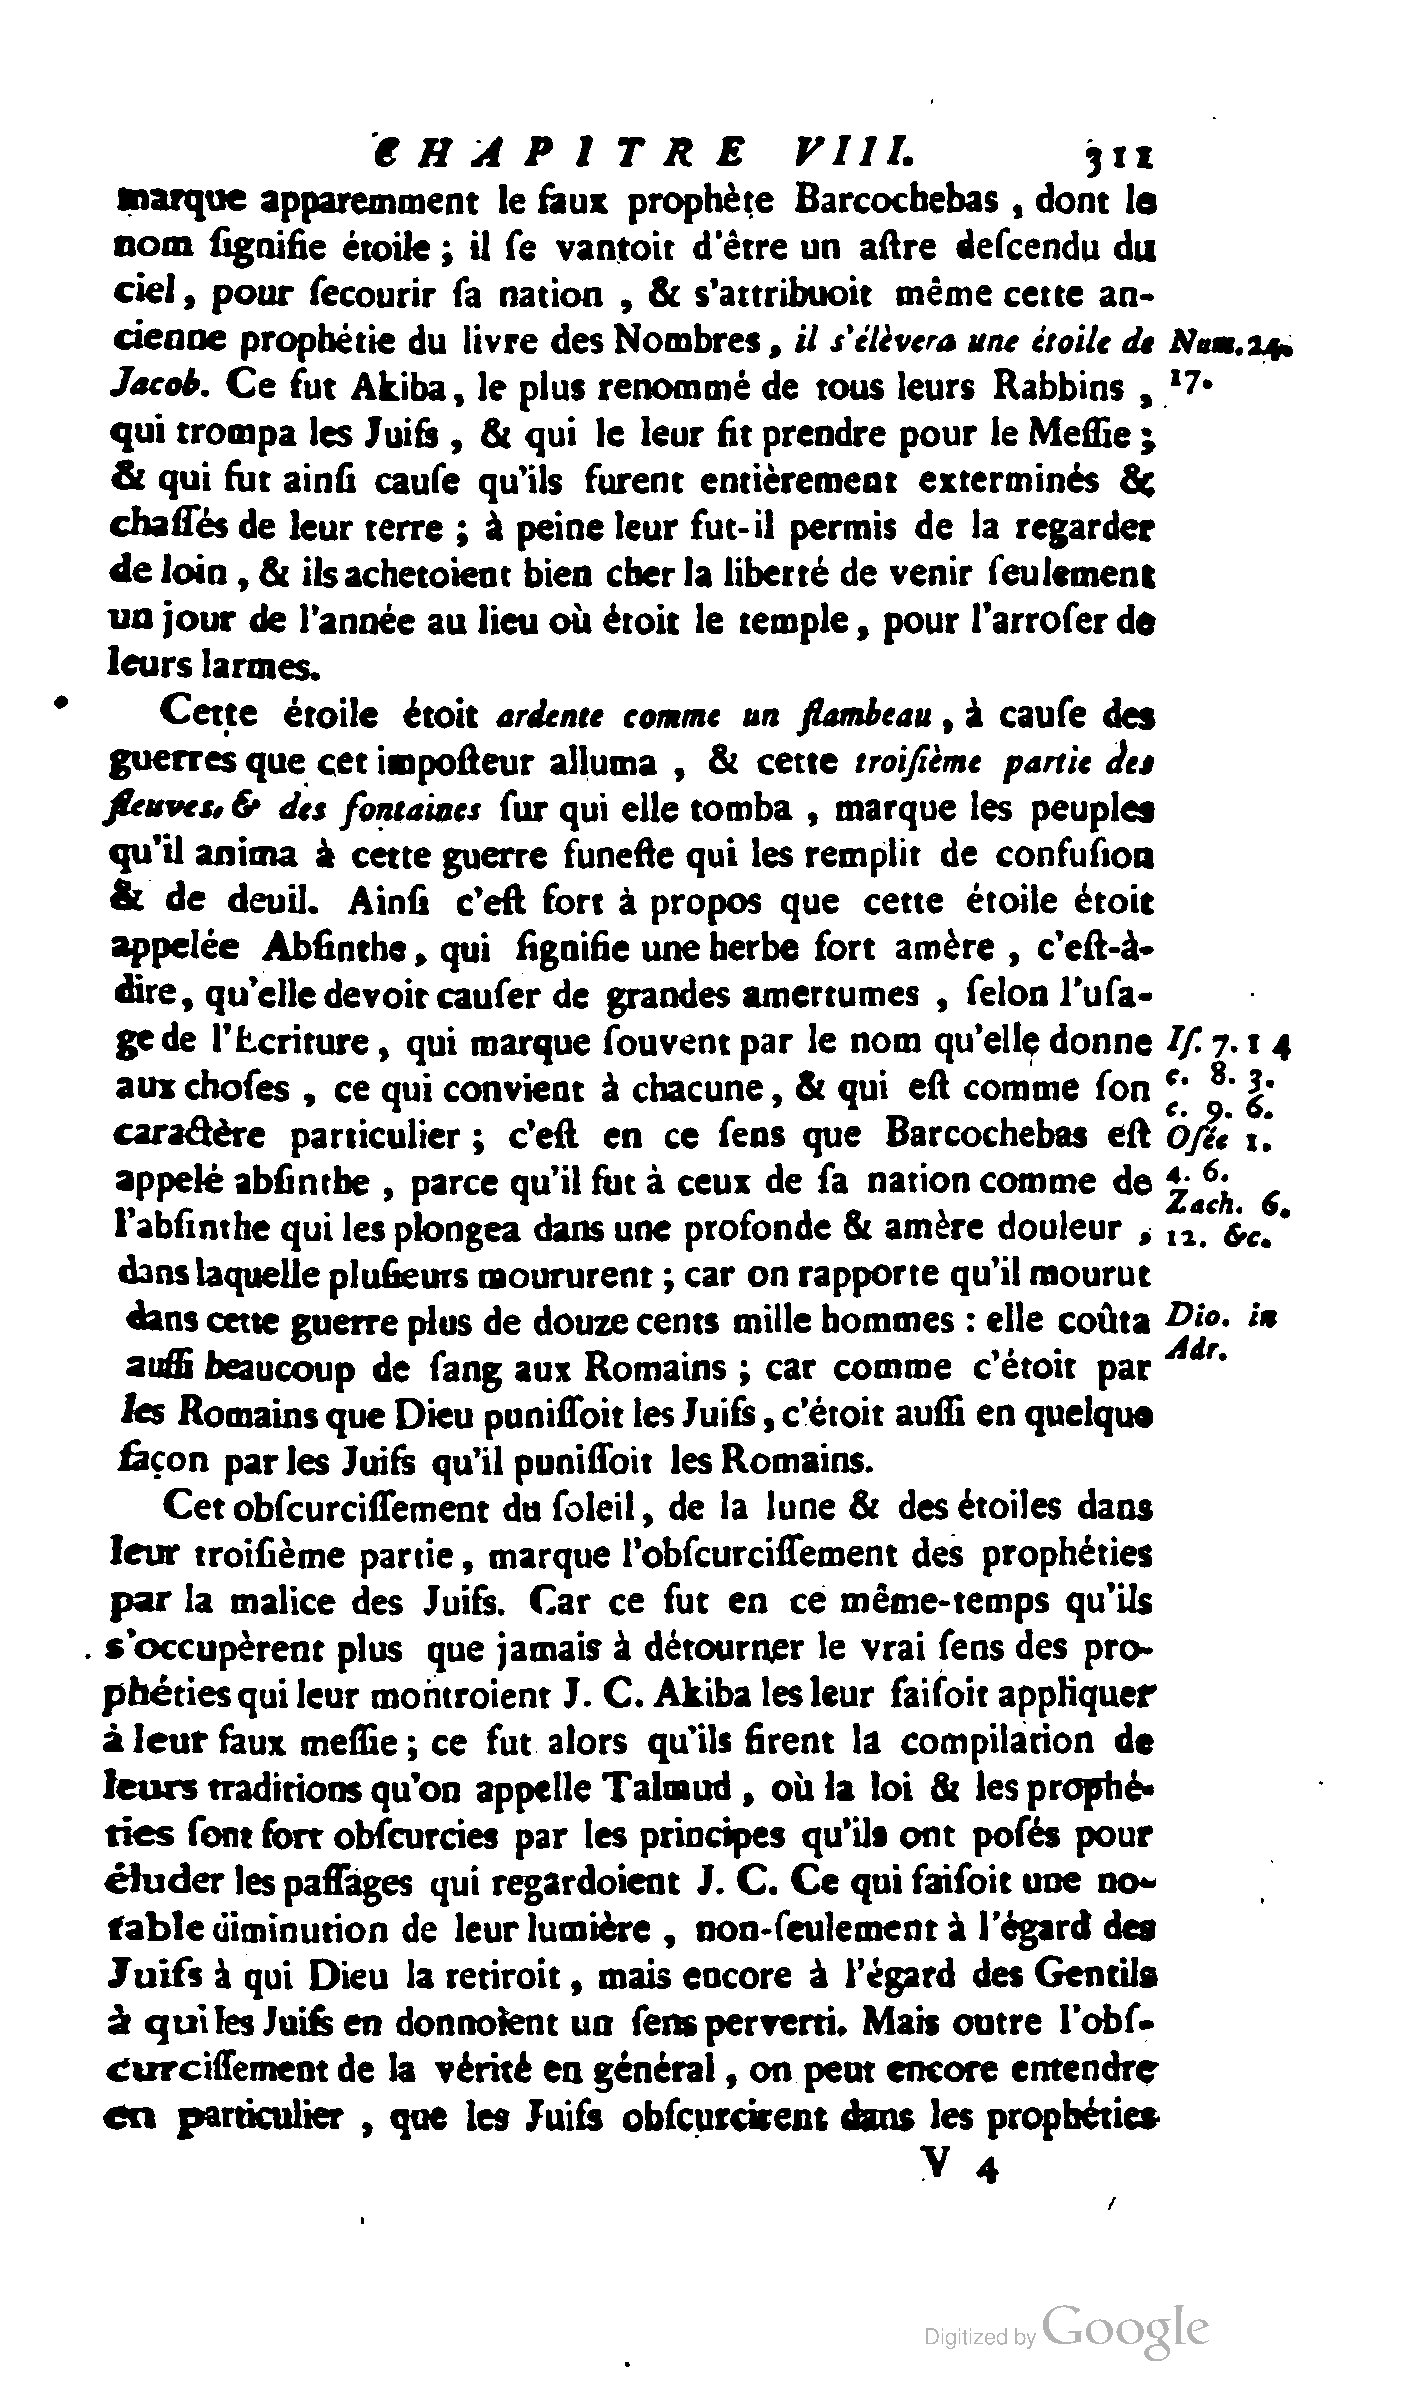 CHAPITRE VIII. 311
marque apparemment le faux prophète Barcochebas, dont le
nom ſignifie étoile; il ſe vantoit d'être un aſtre deſcendu du
ciel, pour ſecourir ſa nation, & s'attribuoit même cette an-
cienne prophétie du livre des Nombres, il s'élèvera une étoile de Num. 24.
Jacob. Ce fut Akiba, le plus renommé de tous leurs Rabbins, 17.
qui trompa les Juifs, & qui le leur fit prendre pour le Meſſie;
& qui fut ainſi cauſe qu'ils furent entièrement exterminés &
chaſſés de leur terre; à peine leur fut-il permis de la regarder
de loin, & ils achetoient bien cher la liberté de venir ſeulement
un jour de l'année au lieu où étoit le temple, pour l'arroſer de
leurs larmes.
Cette étoile étoit ardente comme un flambeau, à cauſe des
guerres que cet impoſteur alluma, & cette troiſième partie des
fleuves, & des fontaines ſur qui elle tomba, marque les peuples
qu'il anima à cette guerre funeſte qui les remplit de confuſion
& de deuil. Ainſi c'eſt fort à propos que cette étoile étoit
appelée Abſinthe, qui ſignifie une herbe fort amère, c'eſt-à-
dire, qu'elle devoit cauſer de grandes amertumes, ſelon l'uſa-
ge de l'Ecriture, qui marque ſouvent par le nom qu'elle donne Iſ. 7. 14
aux choſes, ce qui convient à chacune, & qui eſt comme ſon c. 8. 3.
c. 9. 6.
caractère particulier; c'eſt en ce ſens que Barcochebas eſt Oſée 1.
appelé abſinthe, parce qu'il fut à ceux de ſa nation comme de 4. 6.
Zach. 6.
l'abſinthe qui les plongea dans une profonde & amère douleur, 12. &c.
dans laquelle pluſieurs moururent; car on rapporte qu'il mourut
dans cette guerre plus de douze cents mille hommes : elle coûta Dio. in
auſſi beaucoup de ſang aux Romains; car comme c'étoit par Adr.
les Romains que Dieu puniſſoit les Juifs, c'étoit auſſi en quelque
façon par les Juifs qu'il puniſſoit les Romains.
Cet obſcurciſſement du ſoleil, de la lune & des étoiles dans
leur troiſième partie, marque l'obſcurciſſement des prophéties
par la malice des Juifs. Car ce fut en ce même-temps qu'ils
s'occupèrent plus que jamais à détourner le vrai ſens des pro-
phéties qui leur montroient J. C. Akiba les leur faiſoit appliquer
à leur faux meſſie; ce fut alors qu'ils firent la compilation de
leurs traditions qu'on appelle Talmud, où la loi & les prophé-
ties ſont fort obſcurcies par les principes qu'ils ont poſés pour
éluder les paſſages qui regardoient J. C. Ce qui faiſoit une no-
table diminution de leur lumière, non-ſeulement à l'égard des
Juifs à qui Dieu la retiroit, mais encore à l'égard des Gentils
à qui les Juifs en donnoient un ſens perverti. Mais outre l'obſ-
curciſſement de la vérité en général, on peut encore entendre
en particulier, que les Juifs obſcurcirent dans les prophéties
V 4
Digitized by Google